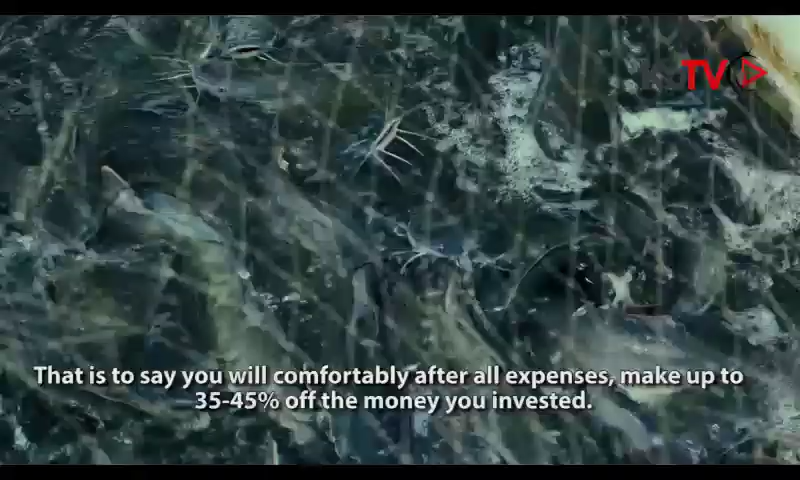 TV
That is to say you will comfortably after all expenses, make up to
35-45% off the money you invested.